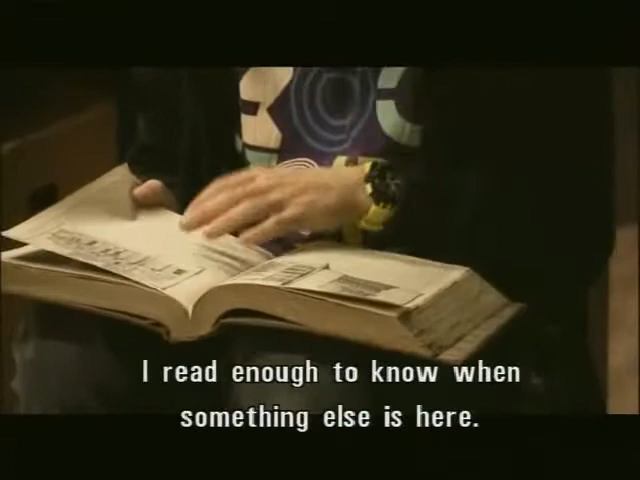 I read enough to know when
something else is here.